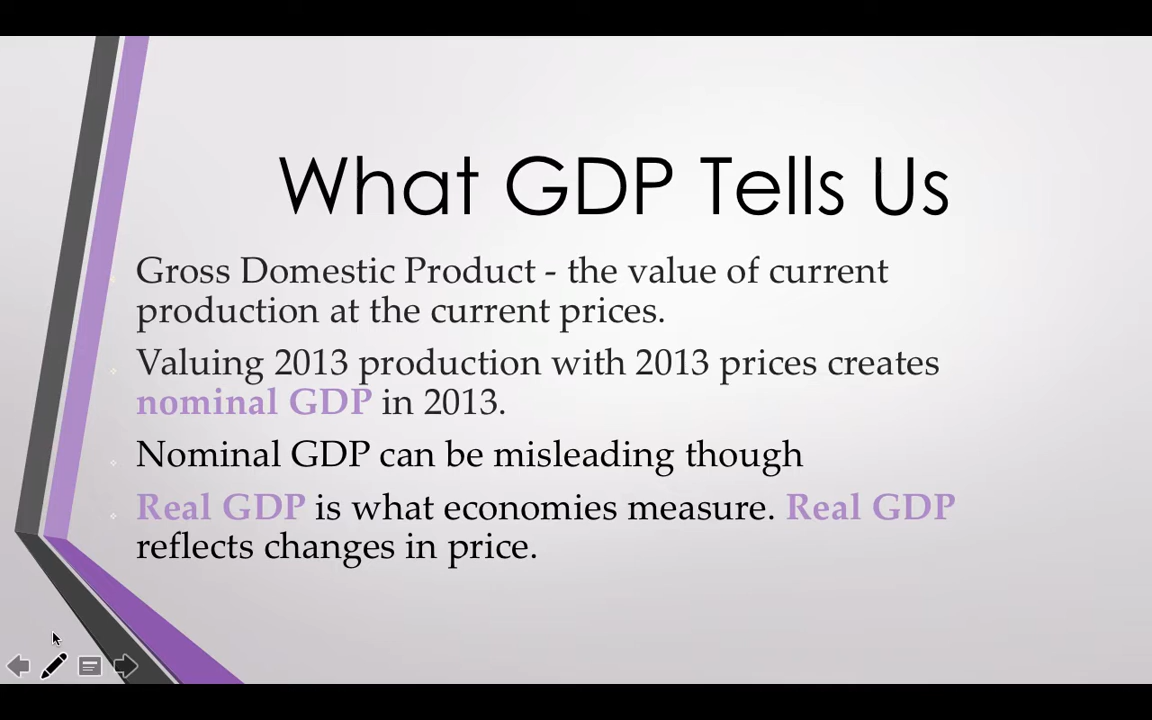 What GDP Tells Us
Gross Domestic Product - the value of current
production at the current prices.
Valuing 2013 production with 2013 prices creates
nominal GDP in 2013.
Nominal GDP can be misleading though
Real GDP is what economies measure. Real GDP
reflects changes in price.